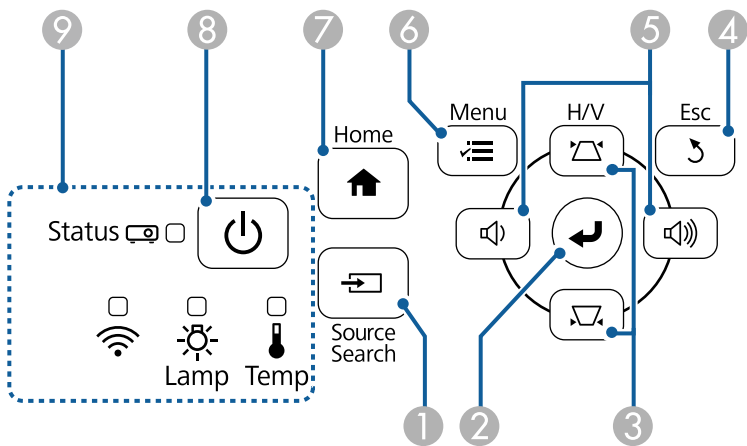 9 8 7 6 5 4
Menu H/V Esc
Home
Status
Source
Search
Lamp Temp
1 2 3